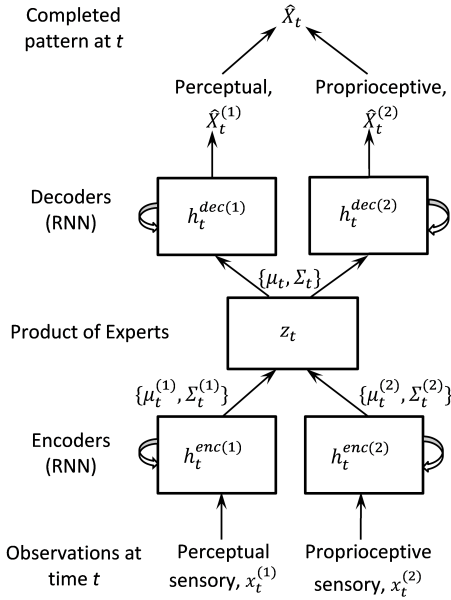 Completed
pattern at t
X̂_t
Perceptual,
X̂_t^(1)
Proprioceptive,
X̂_t^(2)
Decoders
(RNN)
h_t^dec(1)
h_t^dec(2)
{μ_t, Σ_t}
Product of Experts
z_t
{μ_t^(1), Σ_t^(1)}
{μ_t^(2), Σ_t^(2)}
Encoders
(RNN)
h_t^enc(1)
h_t^enc(2)
Observations at
time t
Perceptual
sensory, x_t^(1)
Proprioceptive
sensory, x_t^(2)